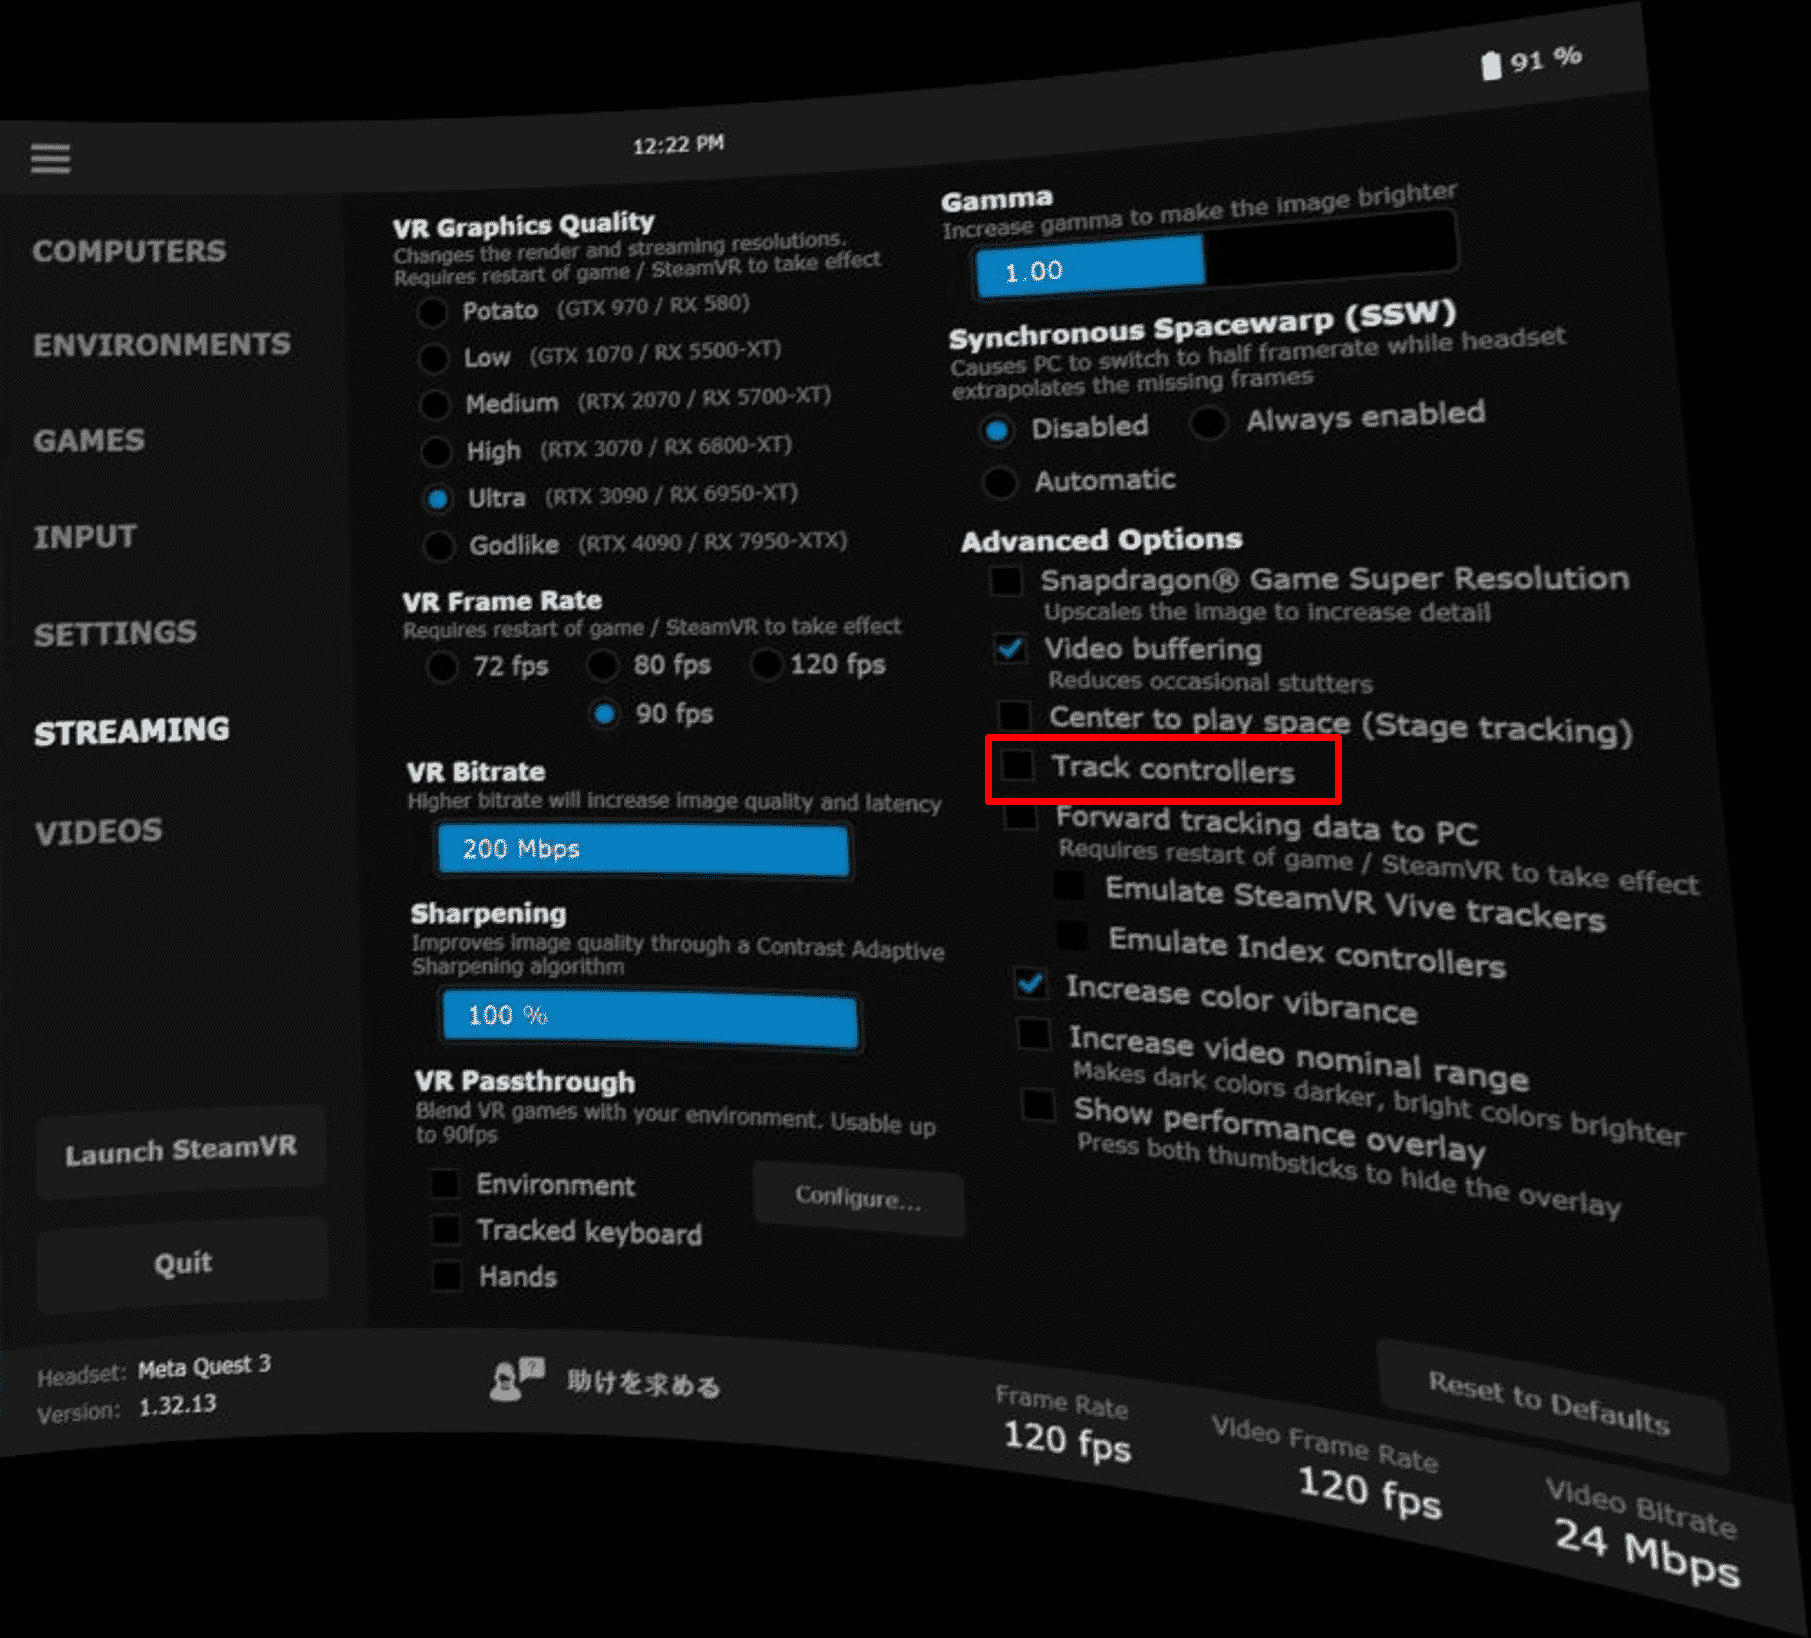 91 %
12:22 PM
COMPUTERS
ENVIRONMENTS
GAMES
INPUT
SETTINGS
STREAMING
VIDEOS
Launch SteamVR
Quit
VR Graphics Quality
Changes the render and streaming resolutions.
Requires restart of game / SteamVR to take effect
Potato (GTX 970 / RX 580)
Low (GTX 1070 / RX 5500-XT)
Medium (RTX 2070 / RX 5700-XT)
High (RTX 3070 / RX 6800-XT)
Ultra (RTX 3090 / RX 6950-XT)
Godlike (RTX 4090 / RX 7950-XTX)
VR Frame Rate
Requires restart of game / SteamVR to take effect
72 fps 80 fps 120 fps
90 fps
VR Bitrate
Higher bitrate will increase image quality and latency
200 Mbps
Sharpening
Improves image quality through a Contrast Adaptive
Sharpening algorithm
100 %
VR Passthrough
Blend VR games with your environment. Usable up
to 90fps
Environment
Configure...
Tracked keyboard
Hands
Gamma
Increase gamma to make the image brighter
1.00
Synchronous Spacewarp (SSW)
Causes PC to switch to half framerate while headset
extrapolates the missing frames
Disabled Always enabled
Automatic
Advanced Options
Snapdragon® Game Super Resolution
Upscales the image to increase detail
Video buffering
Reduces occasional stutters
Center to play space (Stage tracking)
Track controllers
Forward tracking data to PC
Requires restart of game / SteamVR to take effect
Emulate SteamVR Vive trackers
Emulate Index controllers
Increase color vibrance
Increase video nominal range
Makes dark colors darker, bright colors brighter
Show performance overlay
Press both thumbsticks to hide the overlay
Reset to Defaults
Headset: Meta Quest 3
Version: 1.32.13
?
助けを求める
Frame Rate
120 fps
Video Frame Rate
120 fps
Video Bitrate
24 Mbps